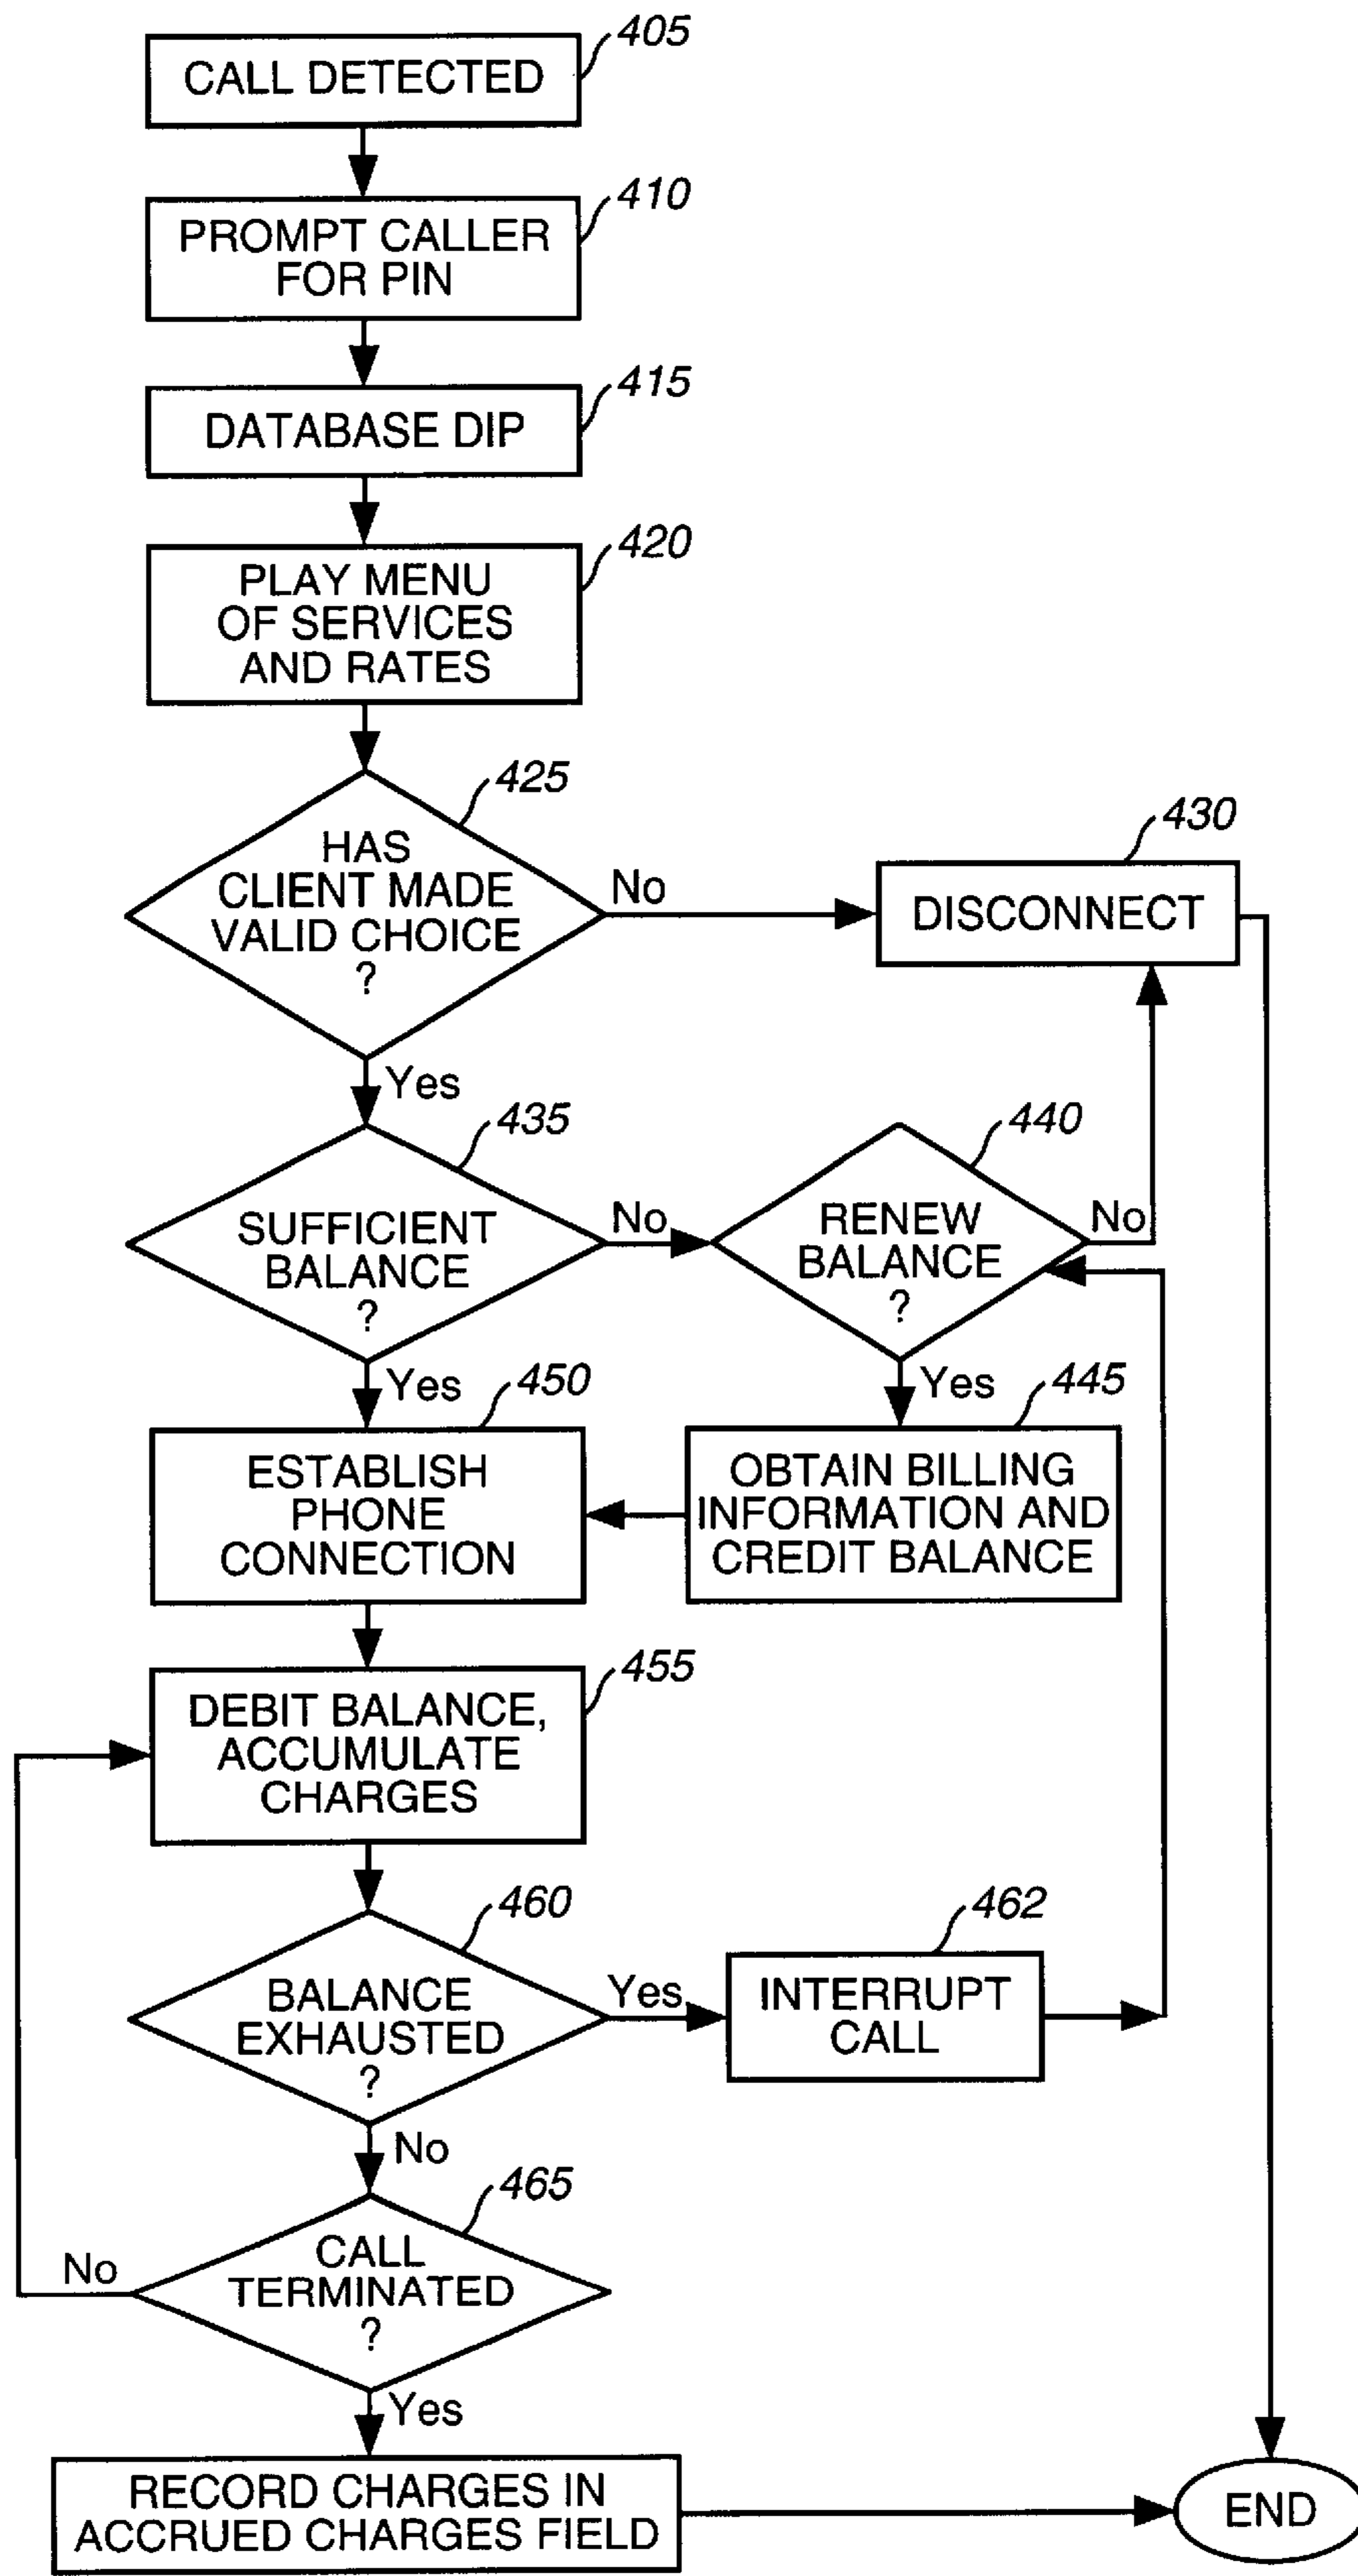 405
CALL DETECTED
410
PROMPT CALLER
FOR PIN
415
DATABASE DIP
420
PLAY MENU
OF SERVICES
AND RATES
425
HAS
CLIENT MADE
VALID CHOICE
?
No
430
DISCONNECT
Yes
435
SUFFICIENT
BALANCE
?
No
440
RENEW
BALANCE
?
No
Yes
450
ESTABLISH
PHONE
CONNECTION
Yes
445
OBTAIN BILLING
INFORMATION AND
CREDIT BALANCE
455
DEBIT BALANCE,
ACCUMULATE
CHARGES
460
BALANCE
EXHAUSTED
?
Yes
462
INTERRUPT
CALL
No
465
CALL
TERMINATED
?
No
Yes
RECORD CHARGES IN
ACCRUED CHARGES FIELD
END